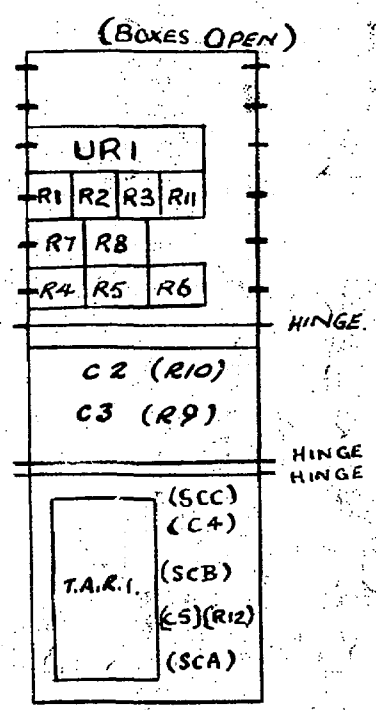 (BOXES OPEN)
UR1
R1 R2 R3 R11
R7 R8
R4 R5 R6
HINGE.
C2 (R10)
C3 (R9)
HINGE
HINGE
(SCC)
(C4)
T.A.R.1. (SCB)
(C5)(R12)
(SCA)